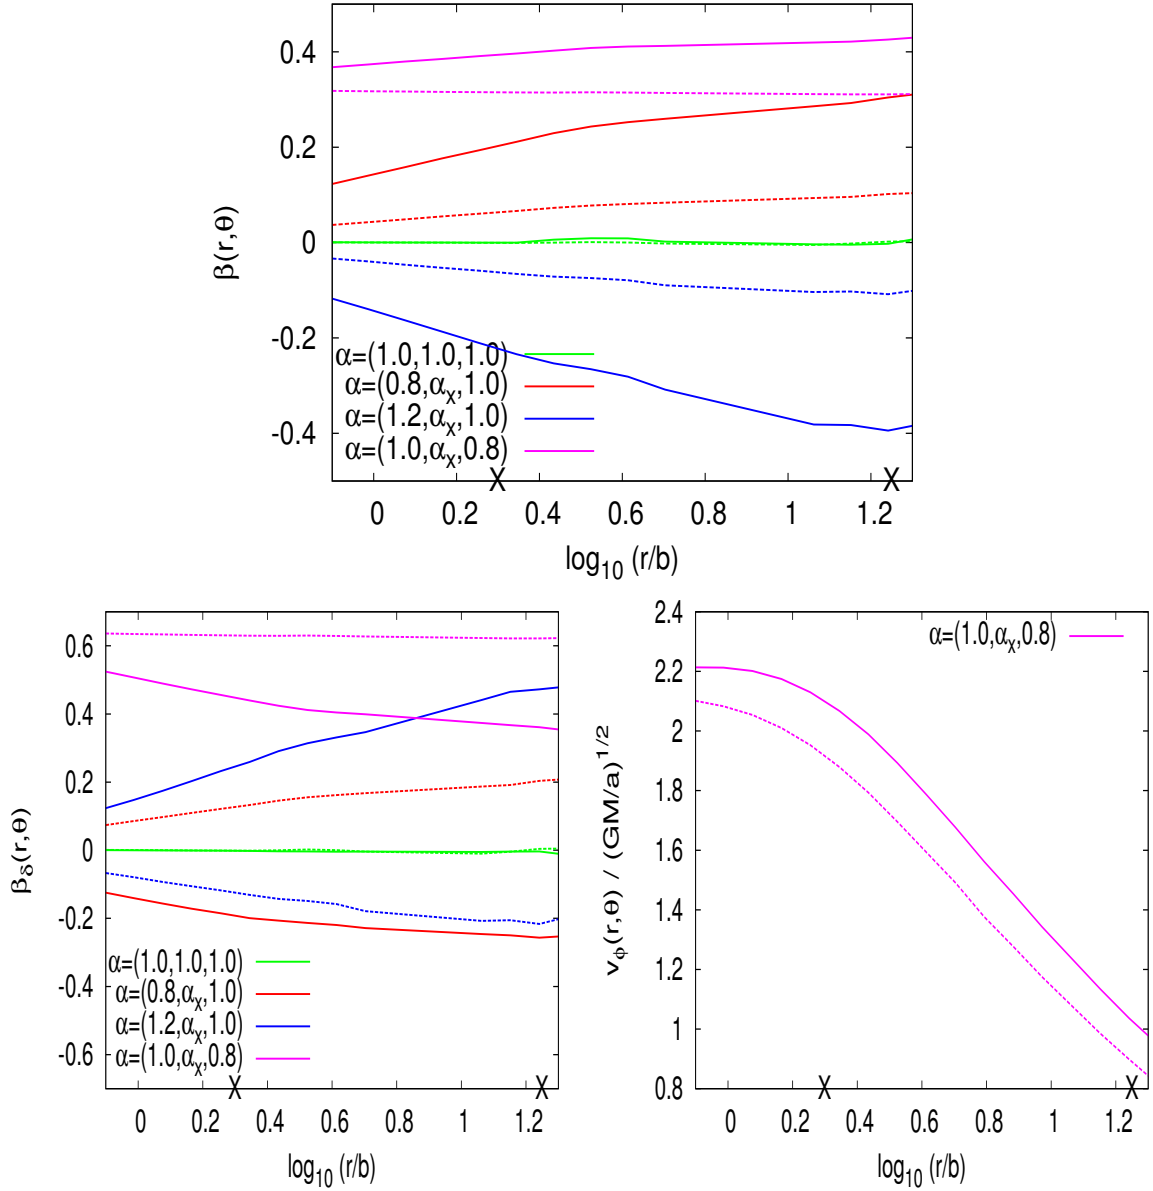 0.4
0.2
0
-0.2
-0.4
β(r,θ)
α=(1.0,1.0,1.0)
α=(0.8,αₓ,1.0)
α=(1.2,αₓ,1.0)
α=(1.0,αₓ,0.8)
X X
0 0.2 0.4 0.6 0.8 1 1.2
log₁₀ (r/b)
0.6
0.4
0.2
0
-0.2
-0.4
-0.6
β_δ(r,θ)
α=(1.0,1.0,1.0)
α=(0.8,αₓ,1.0)
α=(1.2,αₓ,1.0)
α=(1.0,αₓ,0.8)
X X
0 0.2 0.4 0.6 0.8 1 1.2
log₁₀ (r/b)
2.4
2.2
2
1.8
1.6
1.4
1.2
1
0.8
v_ϕ(r,θ) / (GM/a)^1/2
α=(1.0,αₓ,0.8)
X X
0 0.2 0.4 0.6 0.8 1 1.2
log₁₀ (r/b)